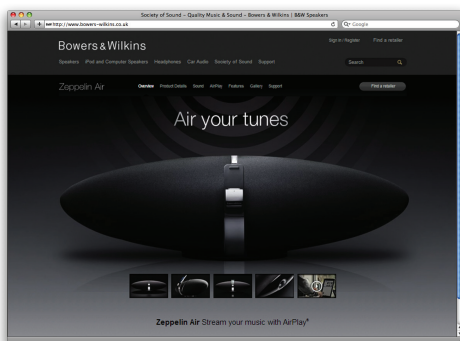 Society of Sound – Quality Music & Sound – Bowers & Wilkins | B&W Speakers
http://www.bowers-wilkins.co.uk
Google
Sign in / Register Find a retailer
Bowers & Wilkins
Speakers iPod and Computer Speakers Headphones Car Audio Society of Sound Support
Search
Zeppelin Air
Overview Product Details Sound AirPlay Features Gallery Support
Find a retailer
Air your tunes
Zeppelin Air Stream your music with AirPlay®